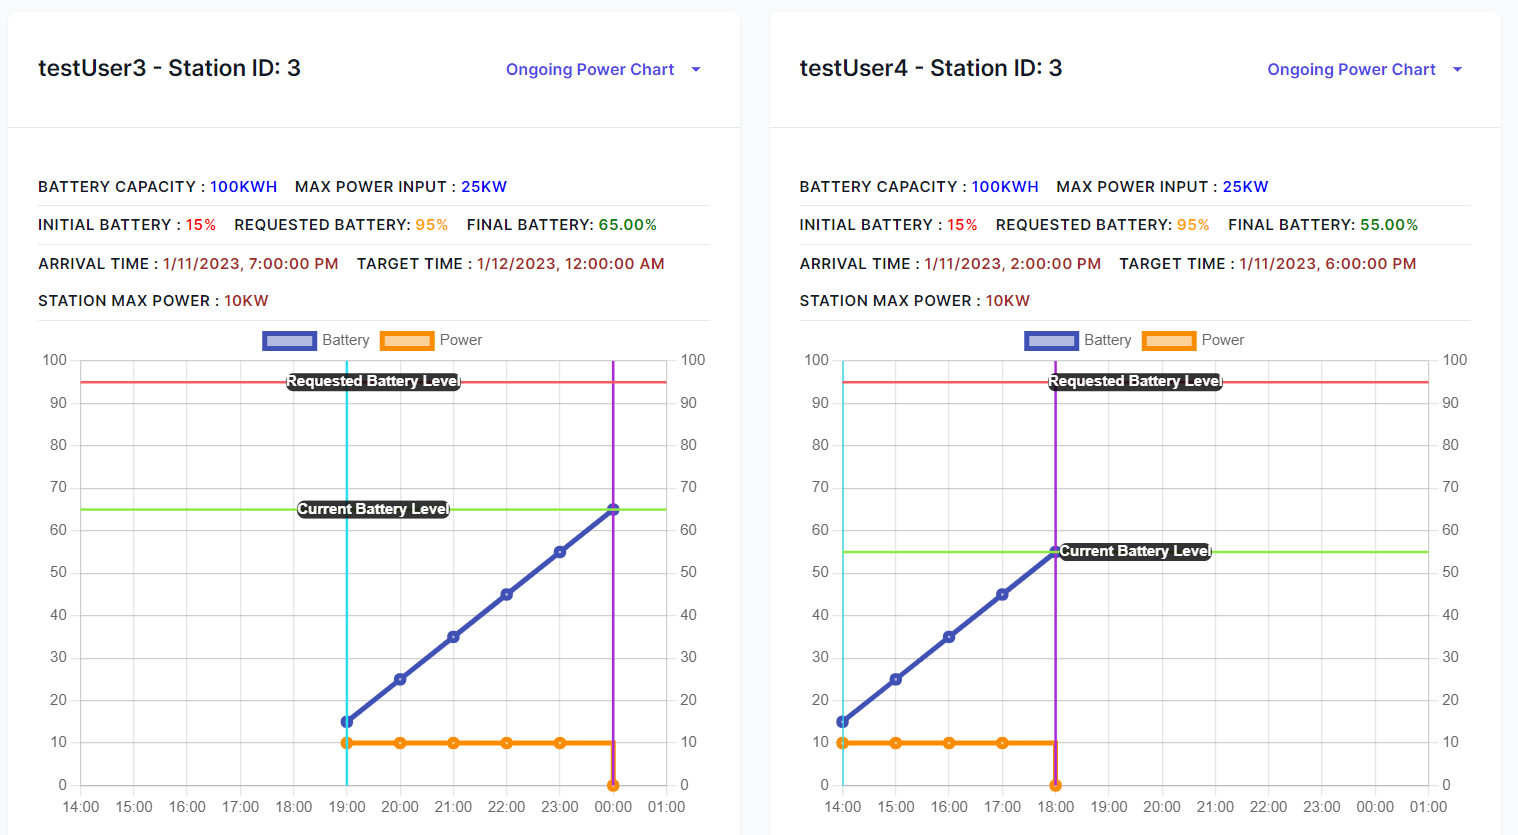 testUser3 - Station ID: 3
Ongoing Power Chart
BATTERY CAPACITY : 100KWH MAX POWER INPUT : 25KW
INITIAL BATTERY : 15% REQUESTED BATTERY: 95% FINAL BATTERY: 65.00%
ARRIVAL TIME : 1/11/2023, 7:00:00 PM TARGET TIME : 1/12/2023, 12:00:00 AM
STATION MAX POWER : 10KW
Battery Power
100 100
Requested Battery Level
90 90
80 80
70 70
Current Battery Level
60 60
50 50
40 40
30 30
20 20
10 10
0 0
14:00 15:00 16:00 17:00 18:00 19:00 20:00 21:00 22:00 23:00 00:00 01:00
testUser4 - Station ID: 3
Ongoing Power Chart
BATTERY CAPACITY : 100KWH MAX POWER INPUT : 25KW
INITIAL BATTERY : 15% REQUESTED BATTERY: 95% FINAL BATTERY: 55.00%
ARRIVAL TIME : 1/11/2023, 2:00:00 PM TARGET TIME : 1/11/2023, 6:00:00 PM
STATION MAX POWER : 10KW
Battery Power
100 100
Requested Battery Level
90 90
80 80
70 70
60 60
Current Battery Level
50 50
40 40
30 30
20 20
10 10
0 0
14:00 15:00 16:00 17:00 18:00 19:00 20:00 21:00 22:00 23:00 00:00 01:00